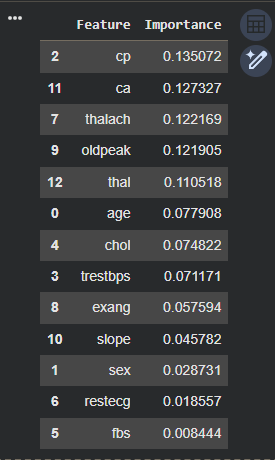 Feature Importance
2 cp 0.135072
11 ca 0.127327
7 thalach 0.122169
9 oldpeak 0.121905
12 thal 0.110518
0 age 0.077908
4 chol 0.074822
3 trestbps 0.071171
8 exang 0.057594
10 slope 0.045782
1 sex 0.028731
6 restecg 0.018557
5 fbs 0.008444